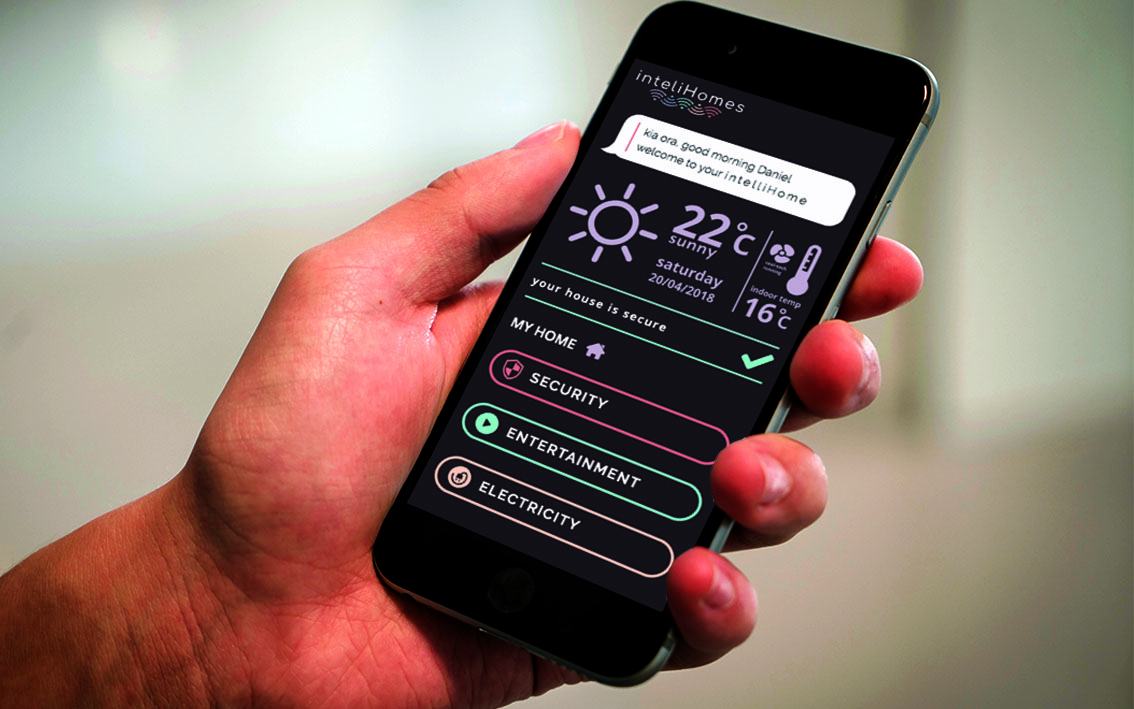 inteliHomes
kia ora, good morning Daniel
welcome to your intelliHome
22°c
sunny
saturday
20/04/2018
indoor temp
16°c
your house is secure
MY HOME
SECURITY
ENTERTAINMENT
ELECTRICITY